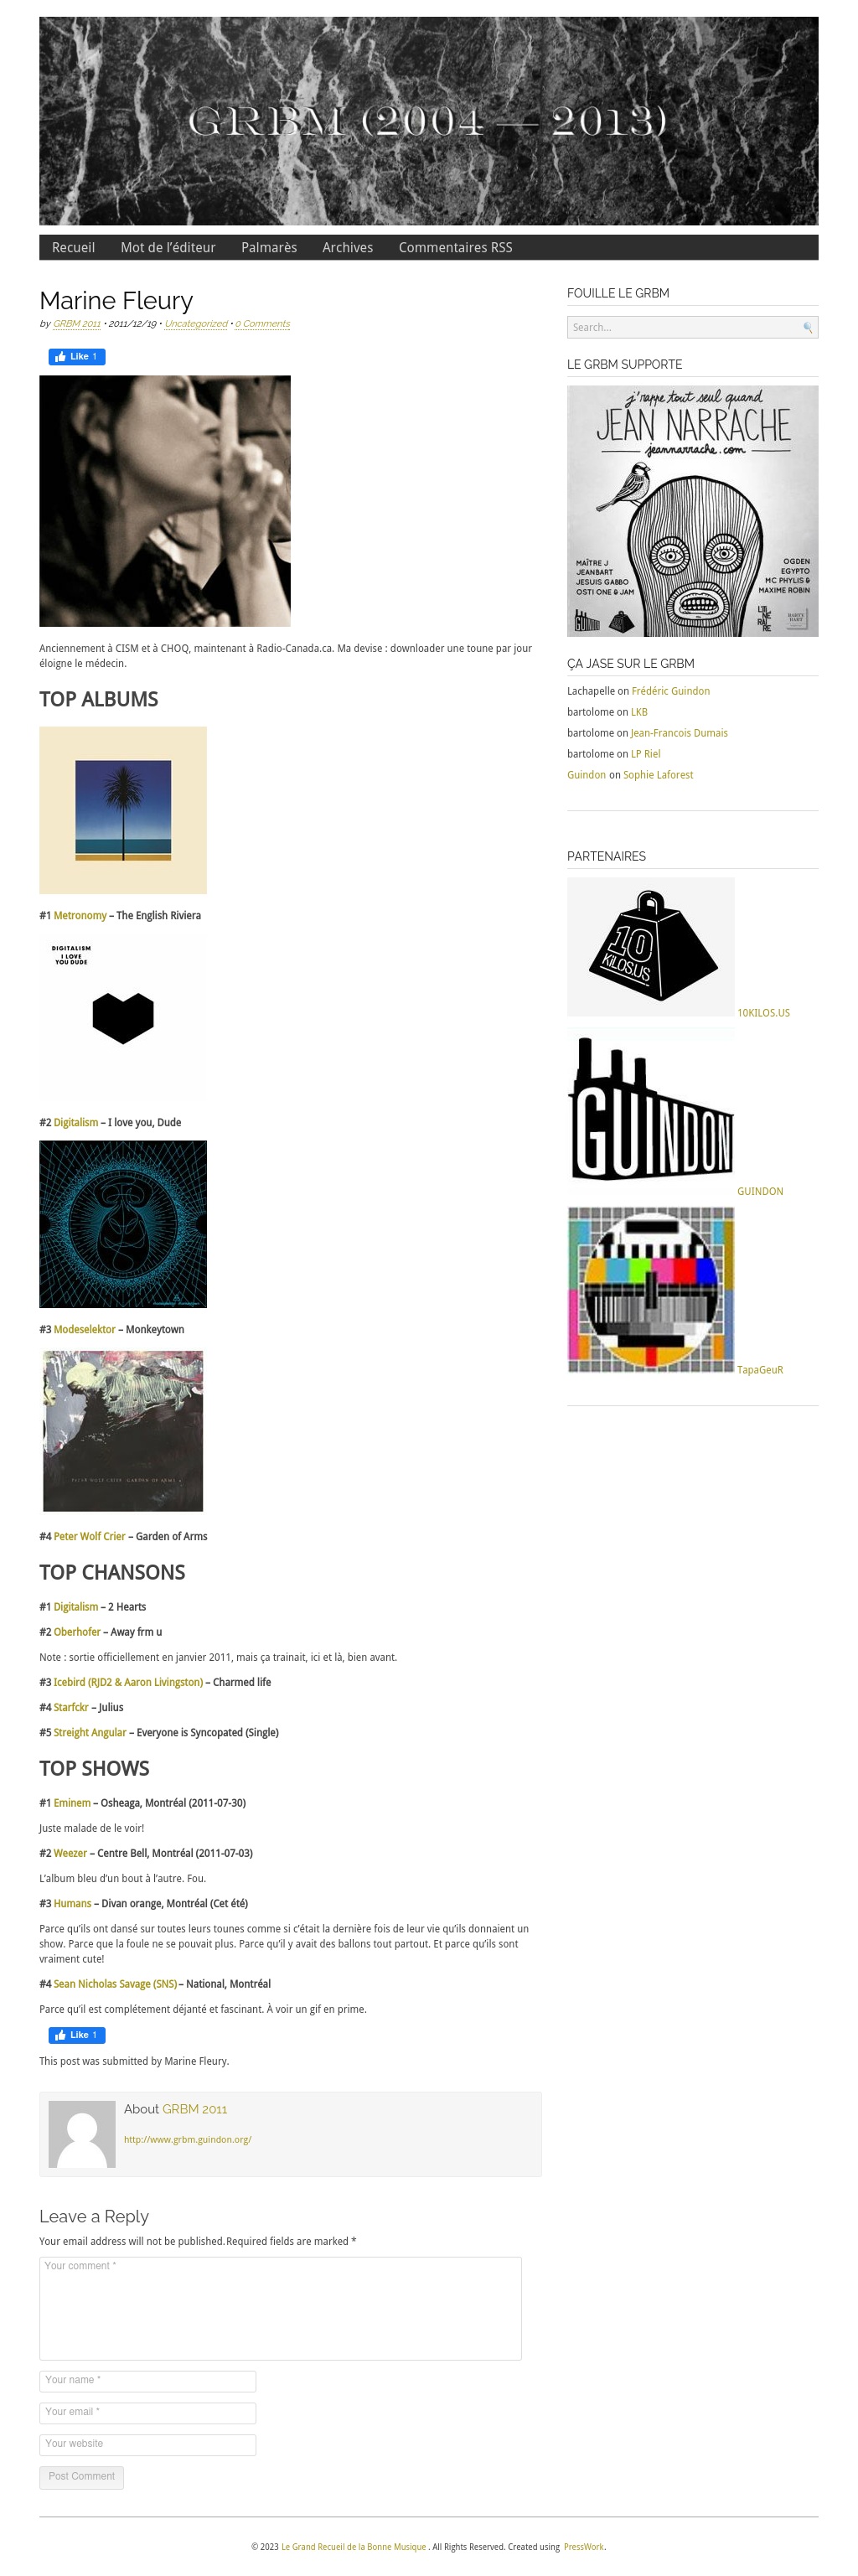 GRBM (2004 — 2013)
Recueil Mot de l’éditeur Palmarès Archives Commentaires RSS
Marine Fleury
by GRBM 2011 • 2011/12/19 • Uncategorized • 0 Comments
Like 1
Anciennement à CISM et à CHOQ, maintenant à Radio-Canada.ca. Ma devise : downloader une toune par jour
éloigne le médecin.
TOP ALBUMS
#1 Metronomy – The English Riviera
DIGITALISM
I LOVE
YOU DUDE
#2 Digitalism – I love you, Dude
#3 Modeselektor – Monkeytown
PETER WOLF CRIER GARDEN OF ARMS
#4 Peter Wolf Crier – Garden of Arms
TOP CHANSONS
#1 Digitalism – 2 Hearts
#2 Oberhofer – Away frm u
Note : sortie officiellement en janvier 2011, mais ça trainait, ici et là, bien avant.
#3 Icebird (RJD2 & Aaron Livingston) – Charmed life
#4 Starfckr – Julius
#5 Streight Angular – Everyone is Syncopated (Single)
TOP SHOWS
#1 Eminem – Osheaga, Montréal (2011-07-30)
Juste malade de le voir!
#2 Weezer – Centre Bell, Montréal (2011-07-03)
L’album bleu d’un bout à l’autre. Fou.
#3 Humans – Divan orange, Montréal (Cet été)
Parce qu’ils ont dansé sur toutes leurs tounes comme si c’était la dernière fois de leur vie qu’ils donnaient un
show. Parce que la foule ne se pouvait plus. Parce qu’il y avait des ballons tout partout. Et parce qu’ils sont
vraiment cute!
#4 Sean Nicholas Savage (SNS) – National, Montréal
Parce qu’il est complétement déjanté et fascinant. À voir un gif en prime.
Like 1
This post was submitted by Marine Fleury.
About GRBM 2011
http://www.grbm.guindon.org/
Leave a Reply
Your email address will not be published. Required fields are marked *
Your comment *
Your name *
Your email *
Your website
Post Comment
FOUILLE LE GRBM
Search...
LE GRBM SUPPORTE
j'rappe tout seul quand
JEAN NARRACHE
jeannarrache.com
MAÎTRE J
JEANBART
JESUIS GABBO
OSTI ONE & JAM
OGDEN
EGYPTO
MC PHYLIS &
MAXIME ROBIN
ÇA JASE SUR LE GRBM
Lachapelle on Frédéric Guindon
bartolome on LKB
bartolome on Jean-Francois Dumais
bartolome on LP Riel
Guindon on Sophie Laforest
PARTENAIRES
10
KILOS.US
10KILOS.US
GUINDON
GUINDON
TapaGeuR
© 2023 Le Grand Recueil de la Bonne Musique . All Rights Reserved. Created using PressWork.